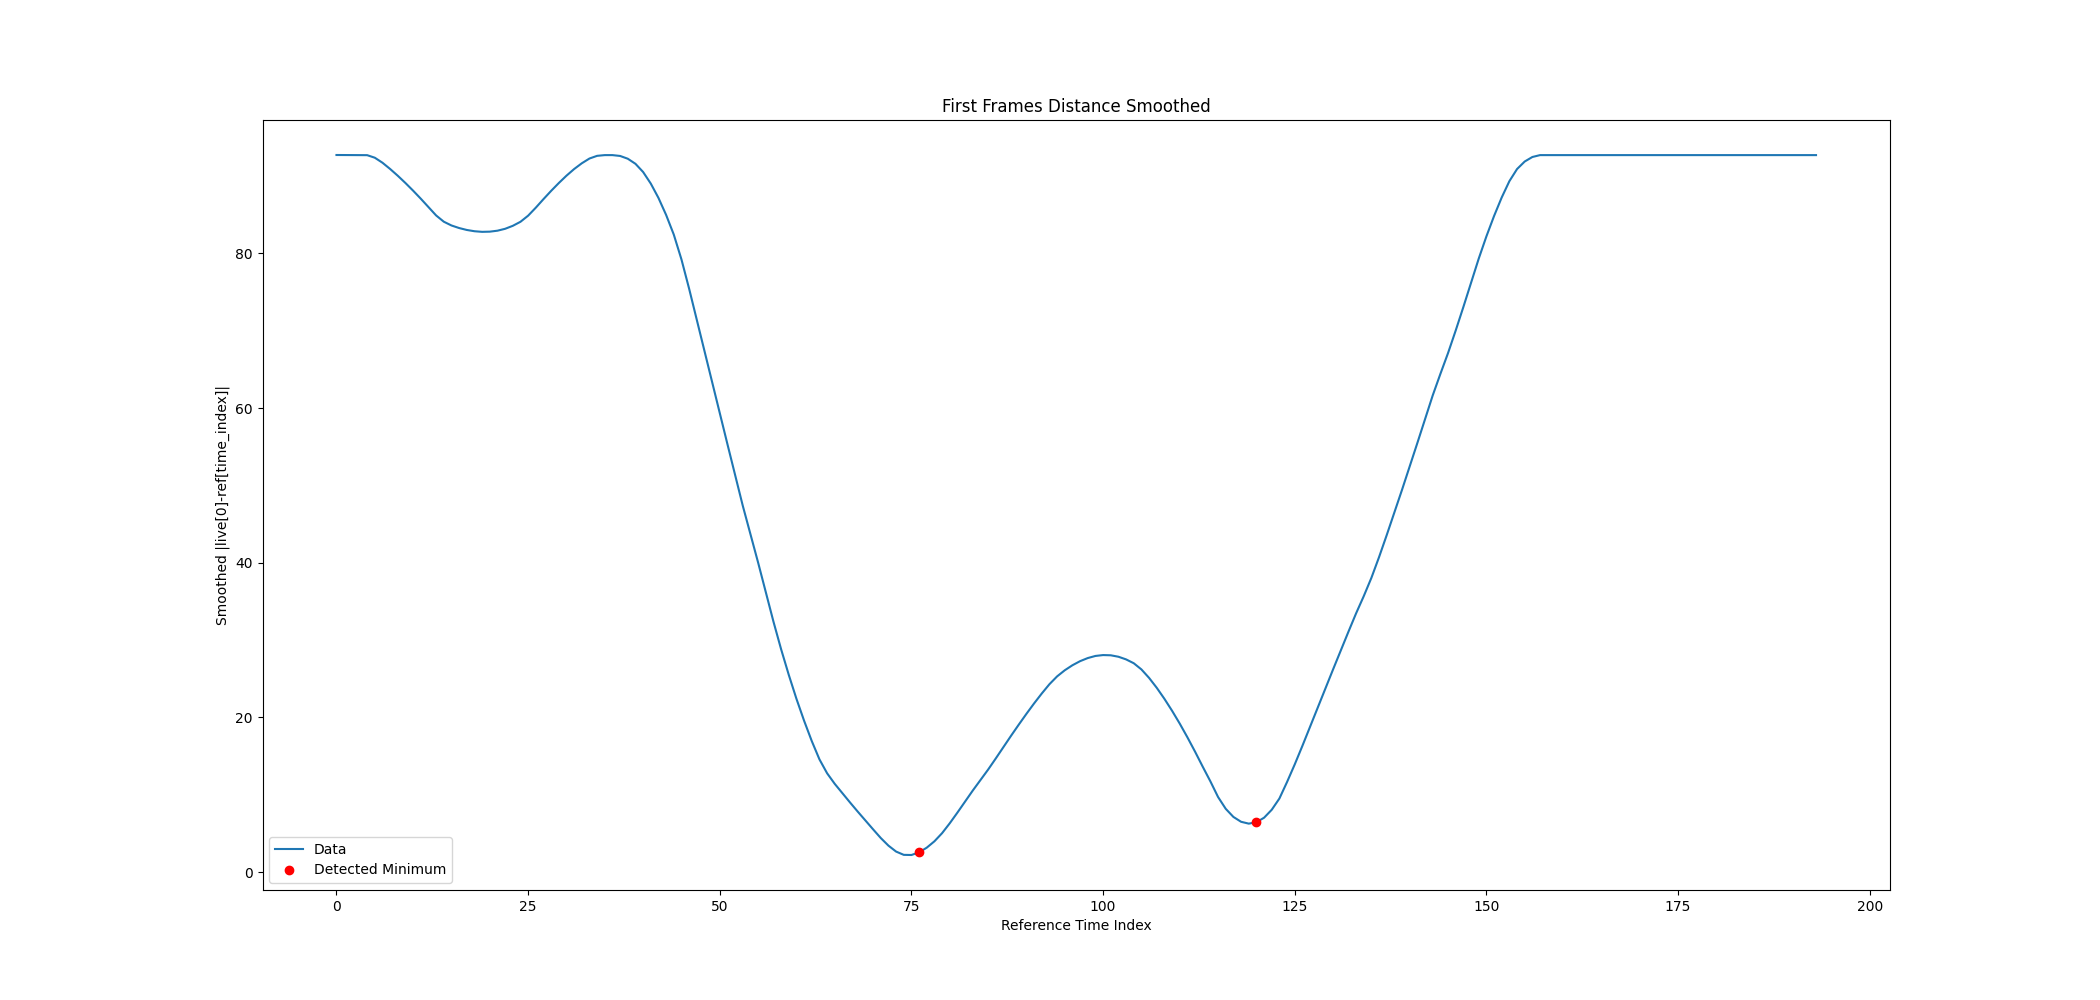 First Frames Distance Smoothed
Smoothed |live[0]-ref[time_index]|
80
60
40
20
0
Data
Detected Minimum
0 25 50 75 100 125 150 175 200
Reference Time Index